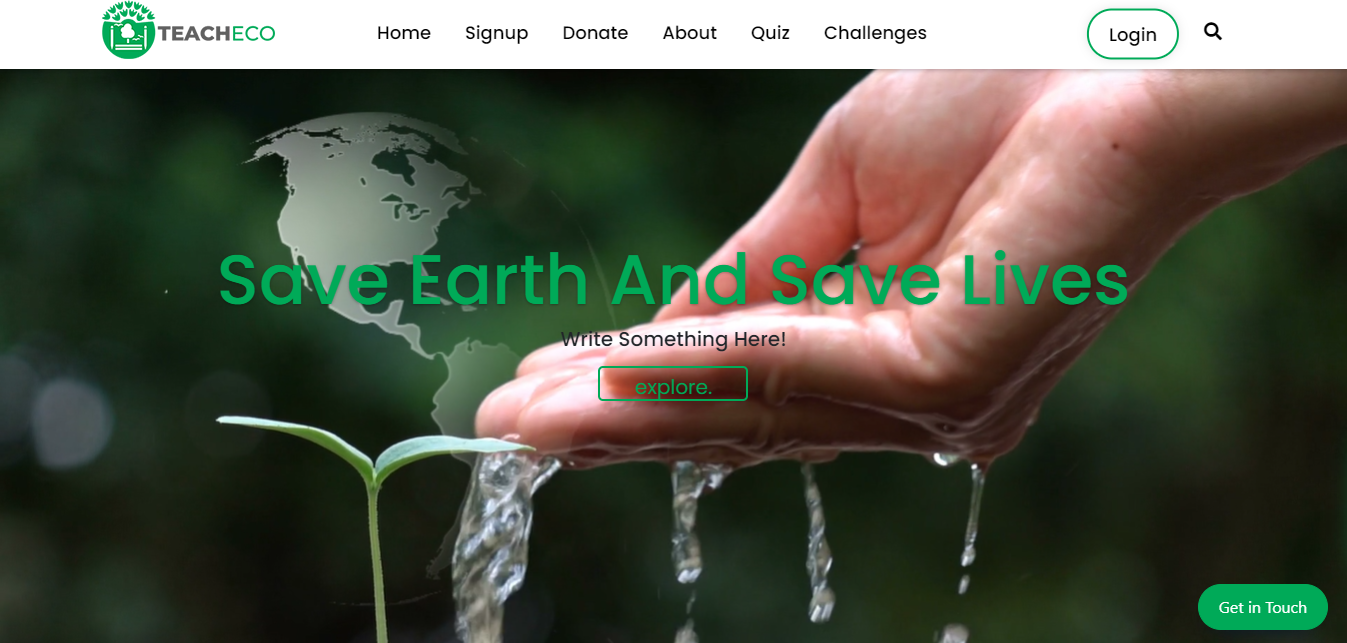 TEACHECO
Home Signup Donate About Quiz Challenges
Login
Save Earth And Save Lives
Write Something Here!
explore.
Get in Touch